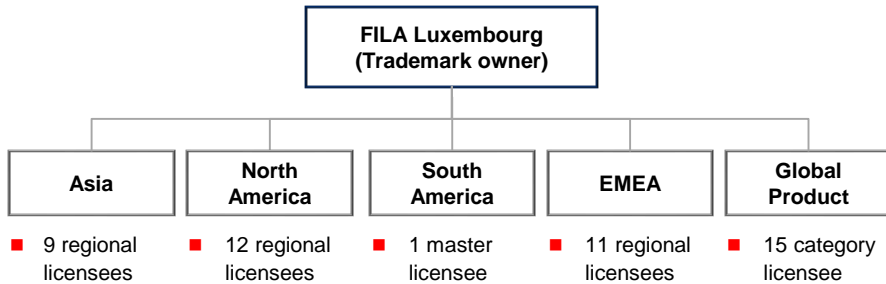 FILA Luxembourg
(Trademark owner)
Asia
North
America
South
America
EMEA
Global
Product
9 regional
licensees
12 regional
licensees
1 master
licensee
11 regional
licensees
15 category
licensee